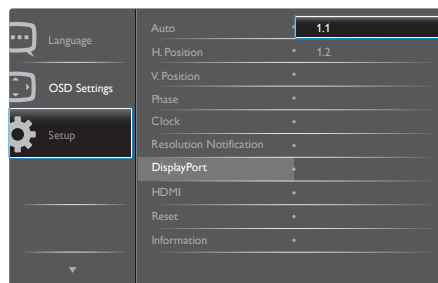 Language
OSD Settings
Setup
Auto
H. Position
V. Position
Phase
Clock
Resolution Notification
DisplayPort
HDMI
Reset
Information
1.1
1.2